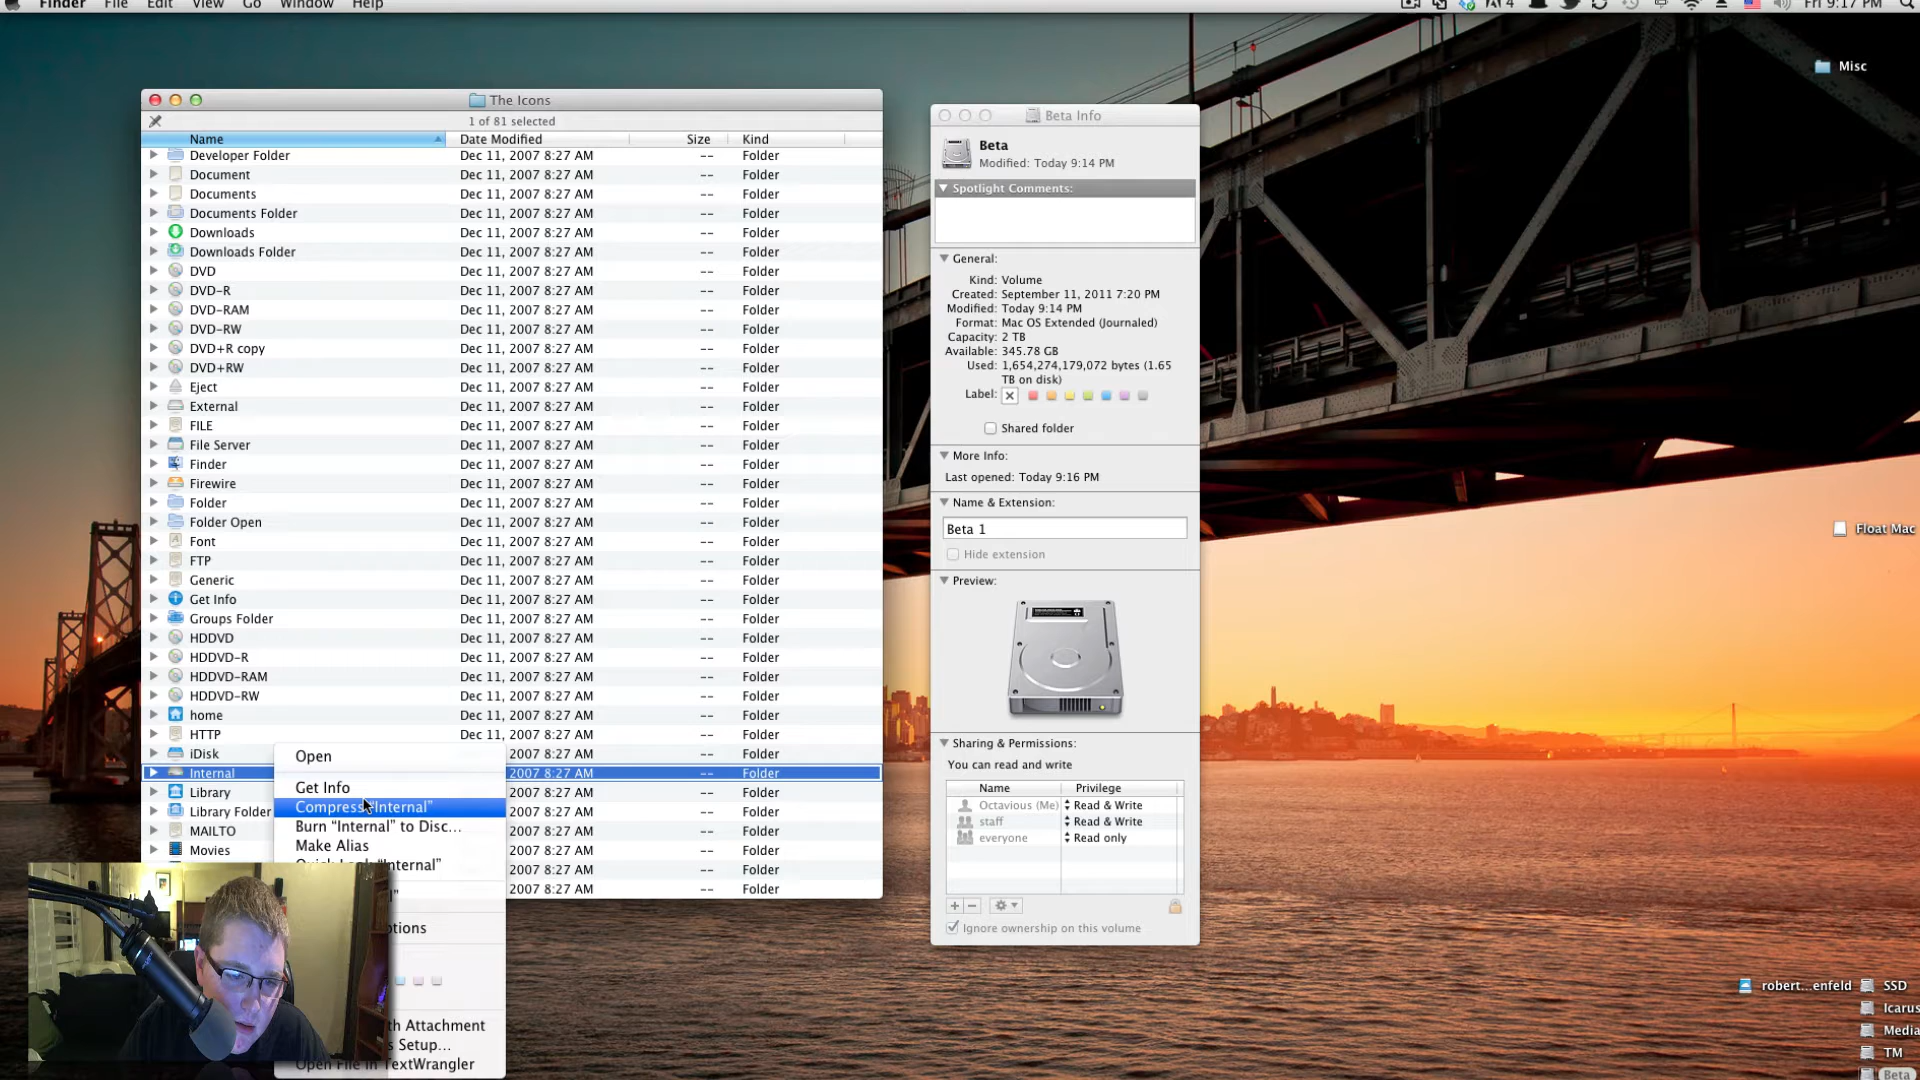 Finder File Edit View Go Window Help
4 Fri 9:17 PM
Misc
The Icons
1 of 81 selected
Name Date Modified Size Kind
Developer Folder Dec 11, 2007 8:27 AM -- Folder
Document Dec 11, 2007 8:27 AM -- Folder
Documents Dec 11, 2007 8:27 AM -- Folder
Documents Folder Dec 11, 2007 8:27 AM -- Folder
Downloads Dec 11, 2007 8:27 AM -- Folder
Downloads Folder Dec 11, 2007 8:27 AM -- Folder
DVD Dec 11, 2007 8:27 AM -- Folder
DVD-R Dec 11, 2007 8:27 AM -- Folder
DVD-RAM Dec 11, 2007 8:27 AM -- Folder
DVD-RW Dec 11, 2007 8:27 AM -- Folder
DVD+R copy Dec 11, 2007 8:27 AM -- Folder
DVD+RW Dec 11, 2007 8:27 AM -- Folder
Eject Dec 11, 2007 8:27 AM -- Folder
External Dec 11, 2007 8:27 AM -- Folder
FILE Dec 11, 2007 8:27 AM -- Folder
File Server Dec 11, 2007 8:27 AM -- Folder
Finder Dec 11, 2007 8:27 AM -- Folder
Firewire Dec 11, 2007 8:27 AM -- Folder
Folder Dec 11, 2007 8:27 AM -- Folder
Folder Open Dec 11, 2007 8:27 AM -- Folder
Font Dec 11, 2007 8:27 AM -- Folder
FTP Dec 11, 2007 8:27 AM -- Folder
Generic Dec 11, 2007 8:27 AM -- Folder
Get Info Dec 11, 2007 8:27 AM -- Folder
Groups Folder Dec 11, 2007 8:27 AM -- Folder
HDDVD Dec 11, 2007 8:27 AM -- Folder
HDDVD-R Dec 11, 2007 8:27 AM -- Folder
HDDVD-RAM Dec 11, 2007 8:27 AM -- Folder
HDDVD-RW Dec 11, 2007 8:27 AM -- Folder
home Dec 11, 2007 8:27 AM -- Folder
HTTP Dec 11, 2007 8:27 AM -- Folder
iDisk 2007 8:27 AM -- Folder
Internal 2007 8:27 AM -- Folder
Library 2007 8:27 AM -- Folder
Library Folder 2007 8:27 AM -- Folder
MAILTO 2007 8:27 AM -- Folder
Movies 2007 8:27 AM -- Folder
2007 8:27 AM -- Folder
2007 8:27 AM -- Folder
Open
Get Info
Compress "Internal"
Burn "Internal" to Disc...
Make Alias
Quick Look "Internal"
"
ptions
th Attachment
s Setup...
Open File in TextWrangler
Beta Info
Beta
Modified: Today 9:14 PM
Spotlight Comments:
General:
Kind: Volume
Created: September 11, 2011 7:20 PM
Modified: Today 9:14 PM
Format: Mac OS Extended (Journaled)
Capacity: 2 TB
Available: 345.78 GB
Used: 1,654,274,179,072 bytes (1.65
TB on disk)
Label:
Shared folder
More Info:
Last opened: Today 9:16 PM
Name & Extension:
Beta 1
Hide extension
Preview:
Sharing & Permissions:
You can read and write
Name Privilege
Octavious (Me) Read & Write
staff Read & Write
everyone Read only
Ignore ownership on this volume
Float Mac
robert...enfeld
SSD
Icarus
Media
TM
Beta